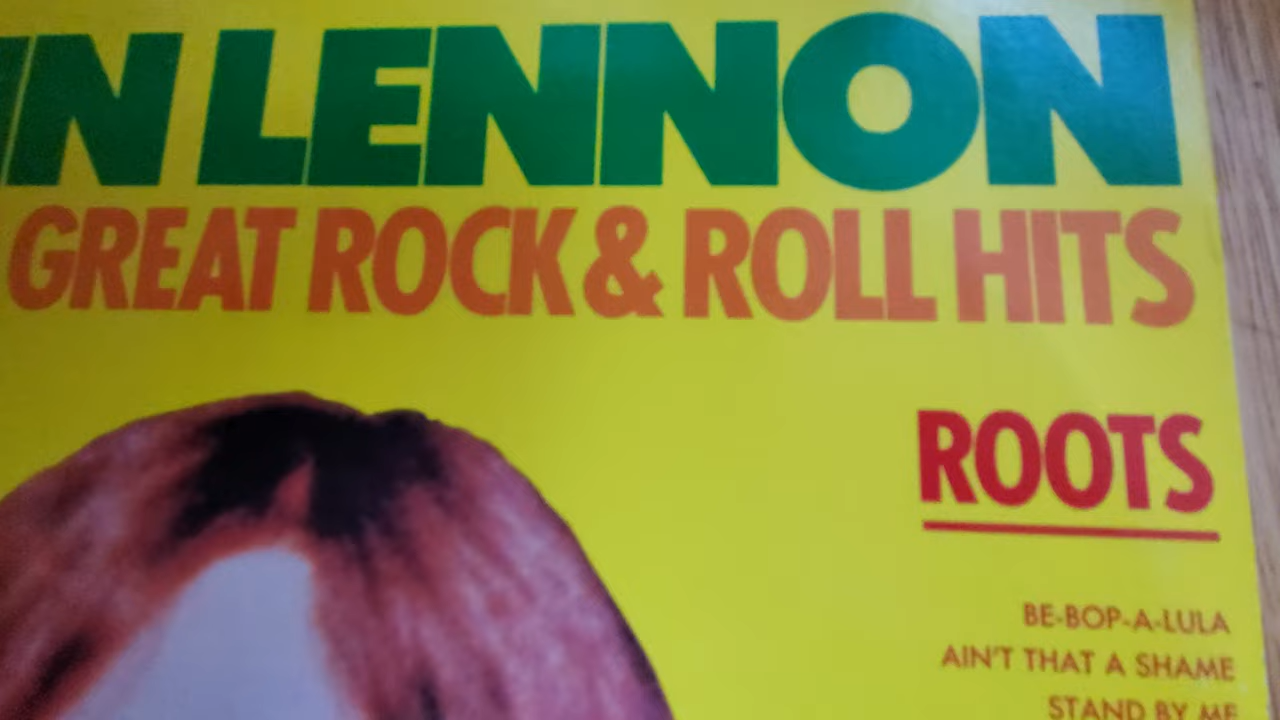 N LENNON
GREAT ROCK & ROLL HITS
ROOTS
BE-BOP-A-LULA
AIN'T THAT A SHAME
STAND BY ME